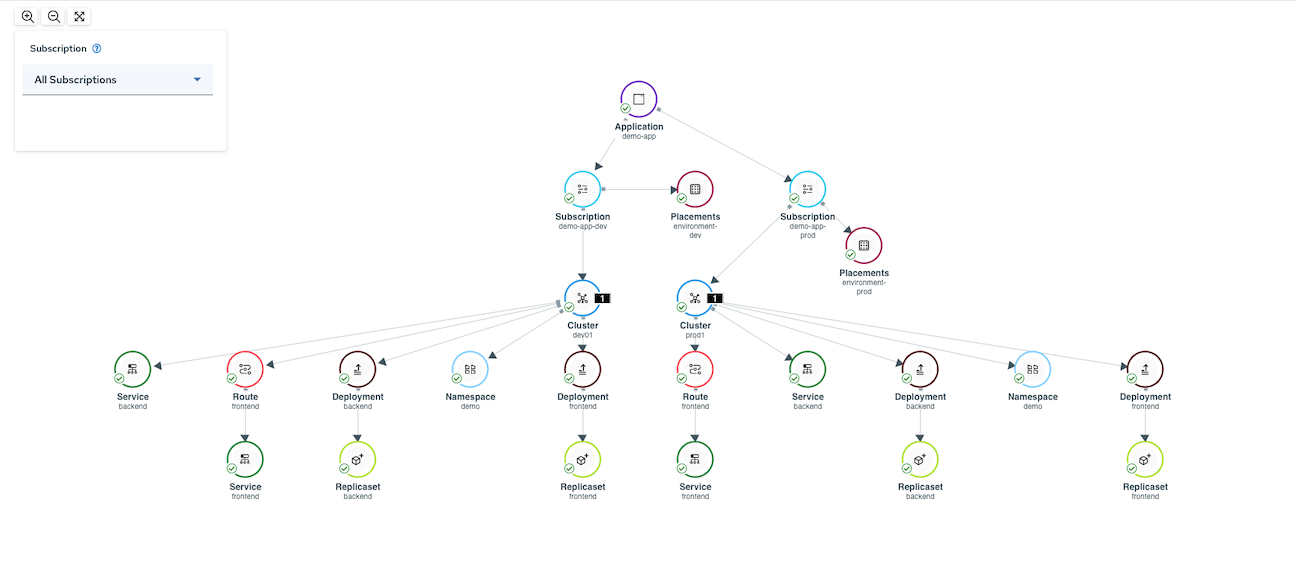 Subscription ?
All Subscriptions
Application
demo-app
Subscription
demo-app-dev
Placements
environment-
dev
Subscription
demo-app-
prod
Placements
environment-
prod
1
Cluster
dev01
1
Cluster
prod1
Service
backend
Route
frontend
Deployment
backend
Namespace
demo
Deployment
frontend
Route
frontend
Service
backend
Deployment
backend
Namespace
demo
Deployment
frontend
Service
frontend
Replicaset
backend
Replicaset
frontend
Service
frontend
Replicaset
backend
Replicaset
frontend